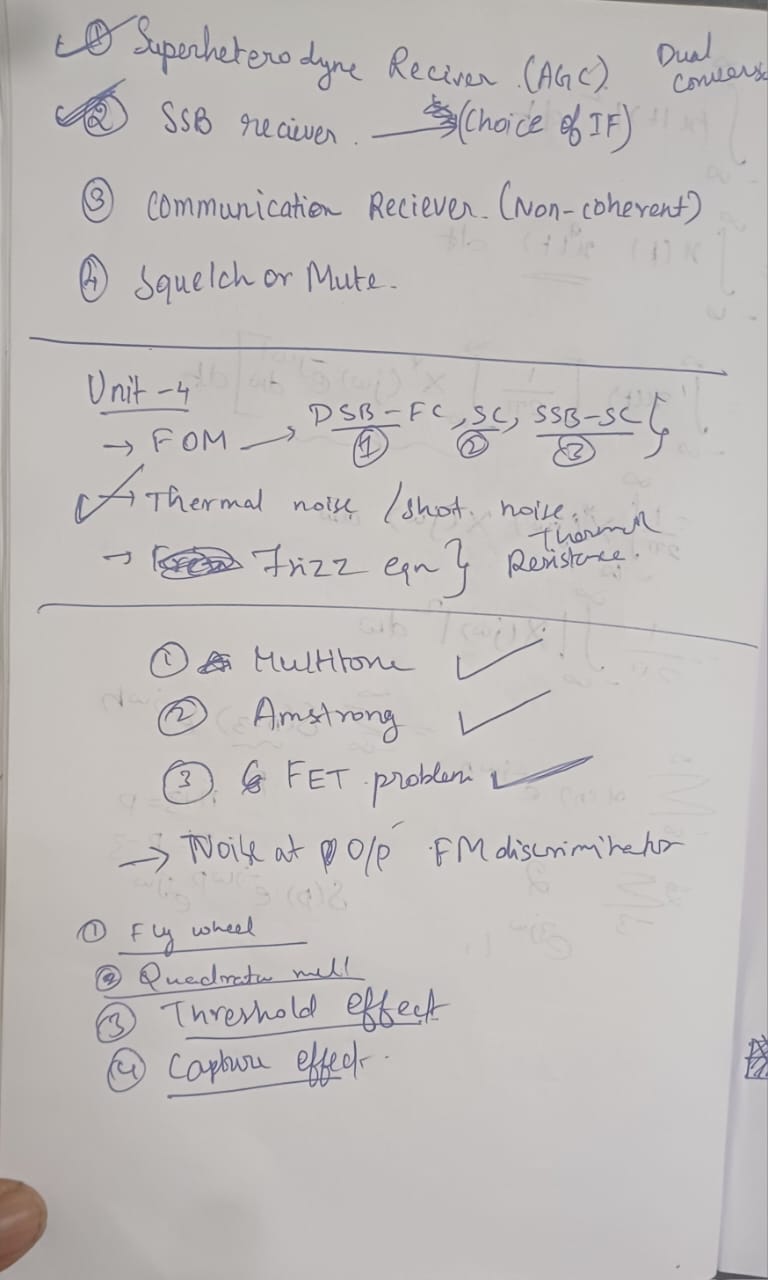 ① Superheterodyne Reciver. (AGC) Dual
② SSB reciever. (Choice of IF)
③ Communication Reciever. (Non-coherent)
④ Squelch or Mute.
Unit-4
→ FOM → DSB-FC, SC, SSB-SC }
① ② ③
→ Thermal noise / shot noise.
→ Frizz eqn } Thermal Resistance.
① Multitone
② Amstrong
③ FET problem
→ Noise at O/P FM discriminator
① Fly wheel
② Quadratu null
③ Threshold effect
④ Capture effect.